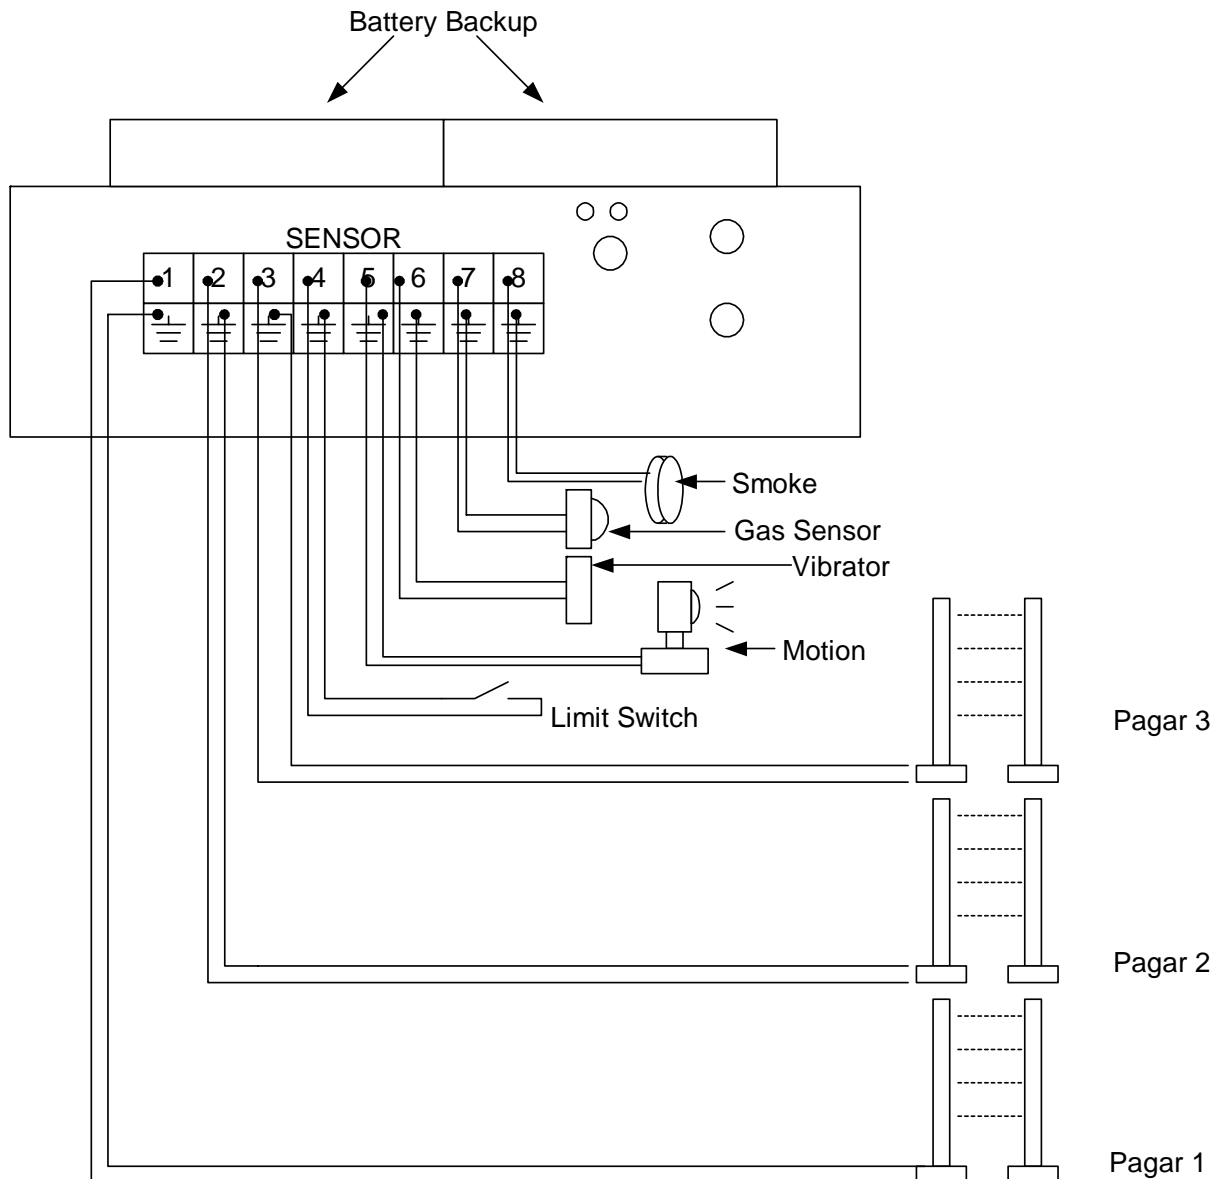 Battery Backup
SENSOR
1 2 3 4 5 6 7 8
Smoke
Gas Sensor
Vibrator
Motion
Limit Switch
Pagar 3
Pagar 2
Pagar 1